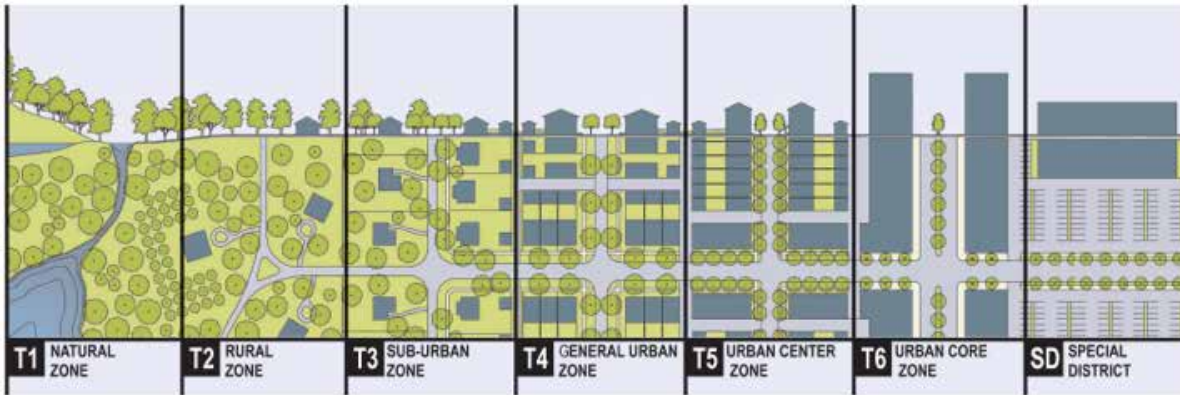 T1 NATURAL
ZONE
T2 RURAL
ZONE
T3 SUB-URBAN
ZONE
T4 GENERAL URBAN
ZONE
T5 URBAN CENTER
ZONE
T6 URBAN CORE
ZONE
SD SPECIAL
DISTRICT